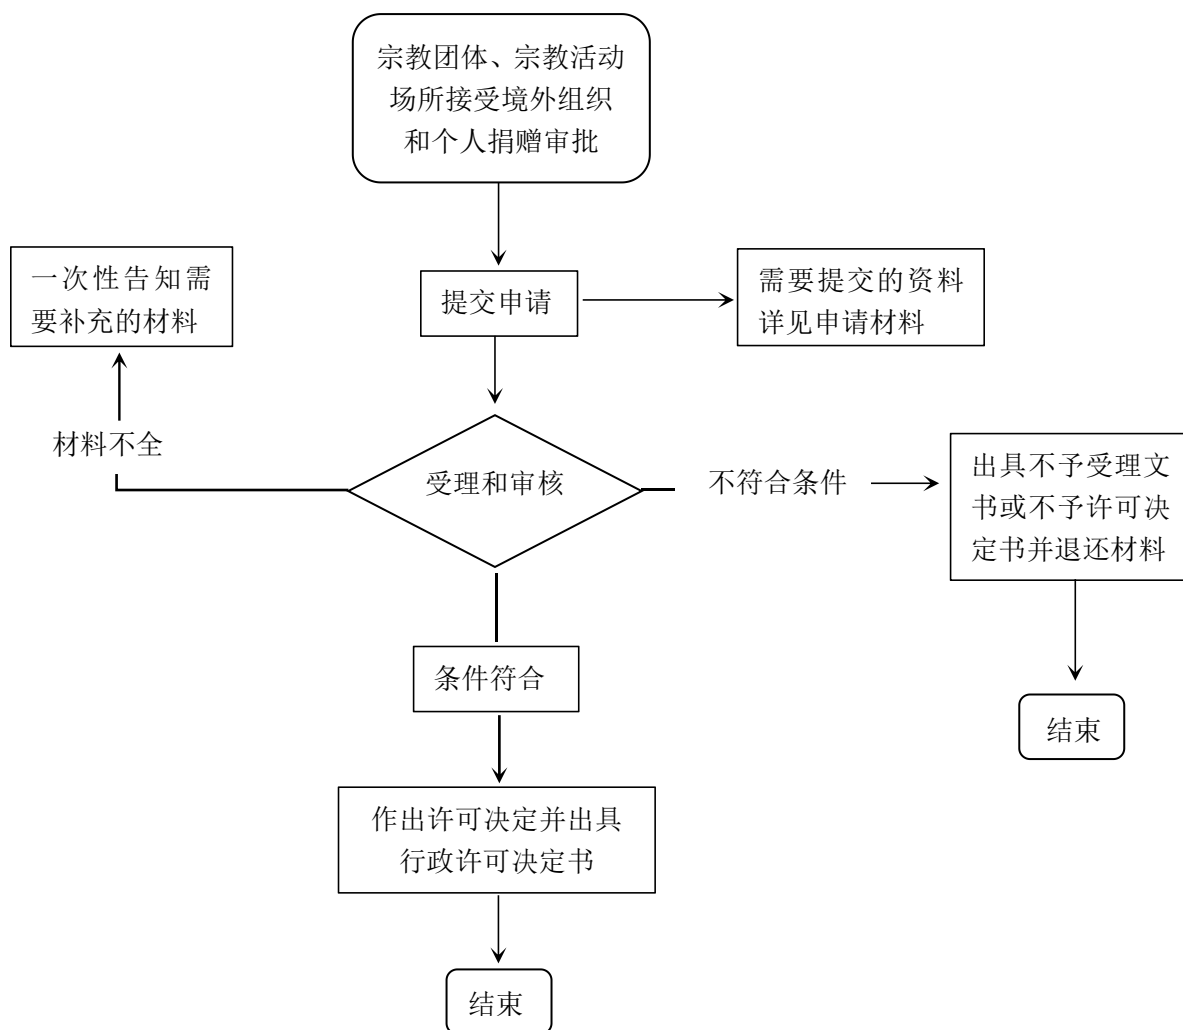 宗教团体、宗教活动
场所接受境外组织
和个人捐赠审批
一次性告知需
要补充的材料
提交申请
需要提交的资料
详见申请材料
材料不全
受理和审核
不符合条件
出具不予受理文
书或不予许可决
定书并退还材料
条件符合
结束
作出许可决定并出具
行政许可决定书
结束